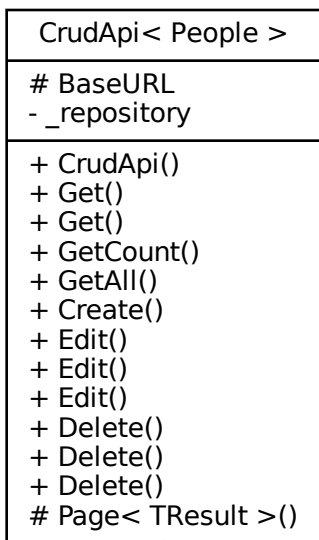 CrudApi< People >
# BaseURL
- _repository
+ CrudApi()
+ Get()
+ Get()
+ GetCount()
+ GetAll()
+ Create()
+ Edit()
+ Edit()
+ Edit()
+ Delete()
+ Delete()
+ Delete()
# Page< TResult >()